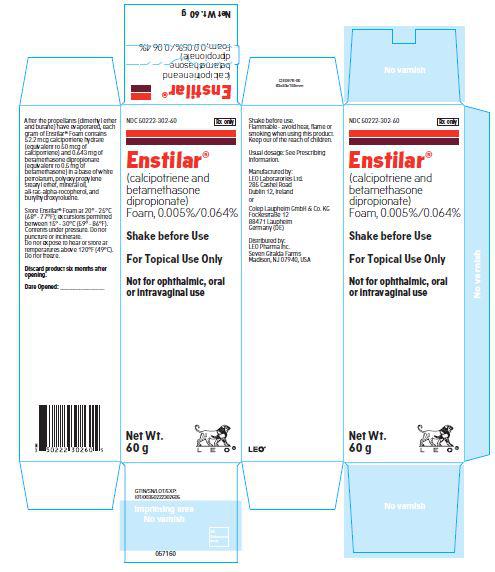 Net Wt. 60 g
Foam, 0.005%/0.064%
dipropionate)
betamethasone
(calcipotriene and
Enstilar®
No varnish
After the propellants (dimethyl ether
and butane) have evaporated, each
gram of Enstilar® Foam contains
52.2 mcg calcipotriene hydrate
(equivalent to 50 mcg of
calcipotriene) and 0.643 mg of
betamethasone dipropionate
(equivalent to 0.5 mg of
betamethasone) in a base of white
petrolatum, polyoxypropylene
stearyl ether, mineral oil,
all-rac-alpha-tocopherol, and
butylhydroxytoluene.
Store Enstilar® Foam at 20° - 25°C
(68° - 77°F); excursions permitted
between 15° - 30°C (59° - 86°F).
Contents under pressure. Do not
puncture or incinerate.
Do not expose to heat or store at
temperatures above 120°F (49°C).
Do not freeze.
Discard product six months after
opening.
Date Opened:
50222 30260
NDC 50222-302-60
Rx only
Enstilar®
(calcipotriene and
betamethasone
dipropionate)
Foam, 0.005%/0.064%
Shake before Use
For Topical Use Only
Not for ophthalmic, oral
or intravaginal use
Net Wt.
60 g
LEO®
Shake before use.
Flammable - avoid heat, flame or
smoking when using this product.
Keep out of the reach of children.
Usual dosage: See Prescribing
Information.
Manufactured by:
LEO Laboratories Ltd.
285 Cashel Road
Dublin 12, Ireland
or
Colep Laupheim GmbH & Co. KG
Fockestraße 12
88471 Laupheim
Germany (DE)
Distributed by:
LEO Pharma Inc.
Seven Giralda Farms
Madison, NJ 07940, USA
LEO®
NDC 50222-302-60
Rx only
Enstilar®
(calcipotriene and
betamethasone
dipropionate)
Foam, 0.005%/0.064%
Shake before Use
For Topical Use Only
Not for ophthalmic, oral
or intravaginal use
Net Wt.
60 g
LEO®
No varnish
GTIN/SN/LOT/EXP:
Imprinting area
No varnish
057160
No varnish